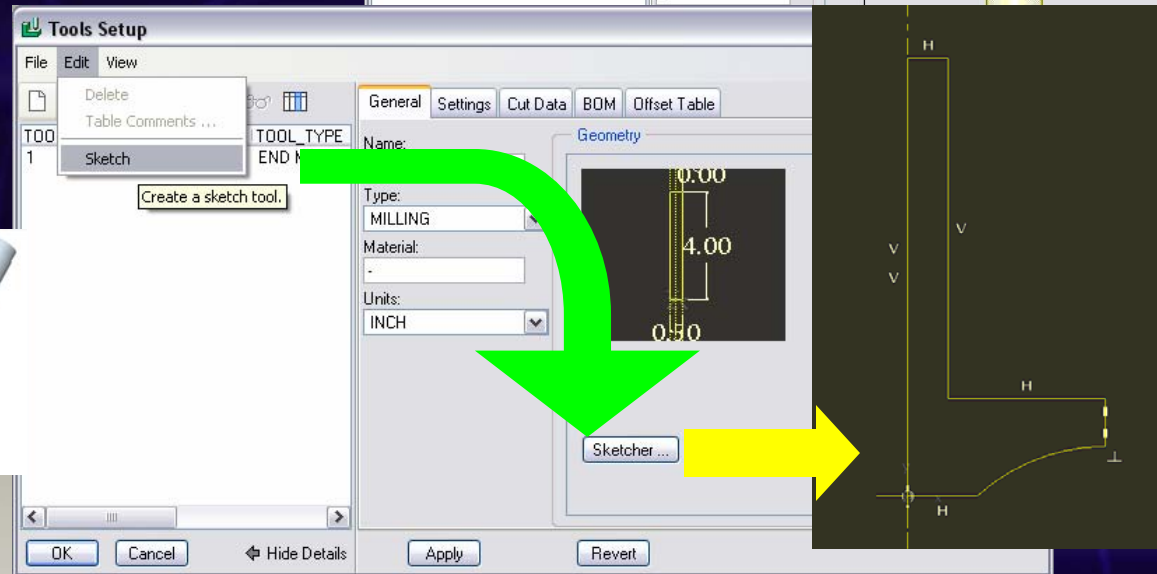 Tools Setup
File Edit View
Delete
Table Comments ...
Sketch
Create a sketch tool.
TOOL_TYPE
1
General Settings Cut Data BOM Offset Table
Name:
Type:
MILLING
Material:
-
Units:
INCH
Geometry
0.00
4.00
0.50
Sketcher ...
OK Cancel Hide Details Apply Revert
H
V
V
V
H
H